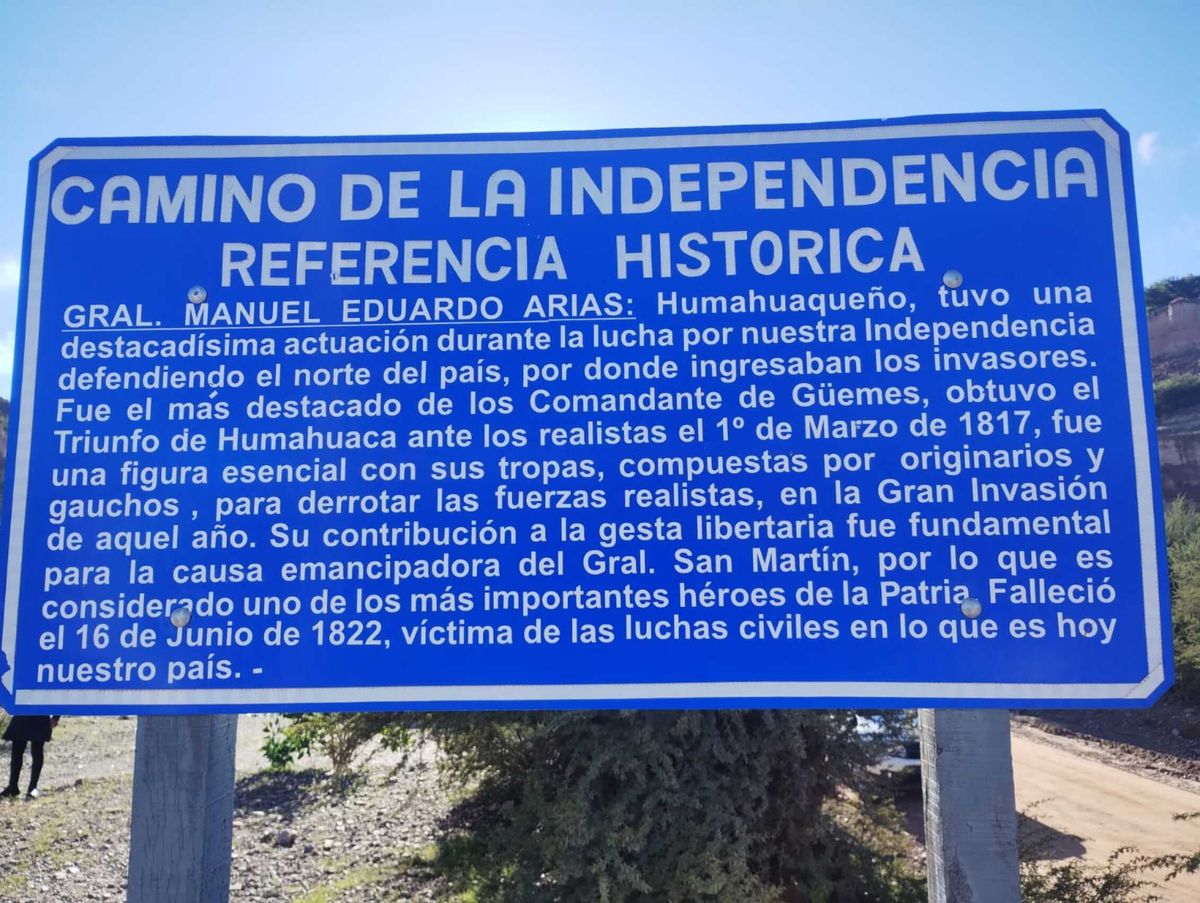 CAMINO DE LA INDEPENDENCIA
REFERENCIA HISTORICA
GRAL. MANUEL EDUARDO ARIAS: Humahuaqueño, tuvo una
destacadísima actuación durante la lucha por nuestra Independencia
defendiendo el norte del país, por donde ingresaban los invasores.
Fue el más destacado de los Comandante de Güemes, obtuvo el
Triunfo de Humahuaca ante los realistas el 1º de Marzo de 1817, fue
una figura esencial con sus tropas, compuestas por originarios y
gauchos , para derrotar las fuerzas realistas, en la Gran Invasión
de aquel año. Su contribución a la gesta libertaria fue fundamental
para la causa emancipadora del Gral. San Martín, por lo que es
considerado uno de los más importantes héroes de la Patria. Falleció
el 16 de Junio de 1822, víctima de las luchas civiles en lo que es hoy
nuestro país. -